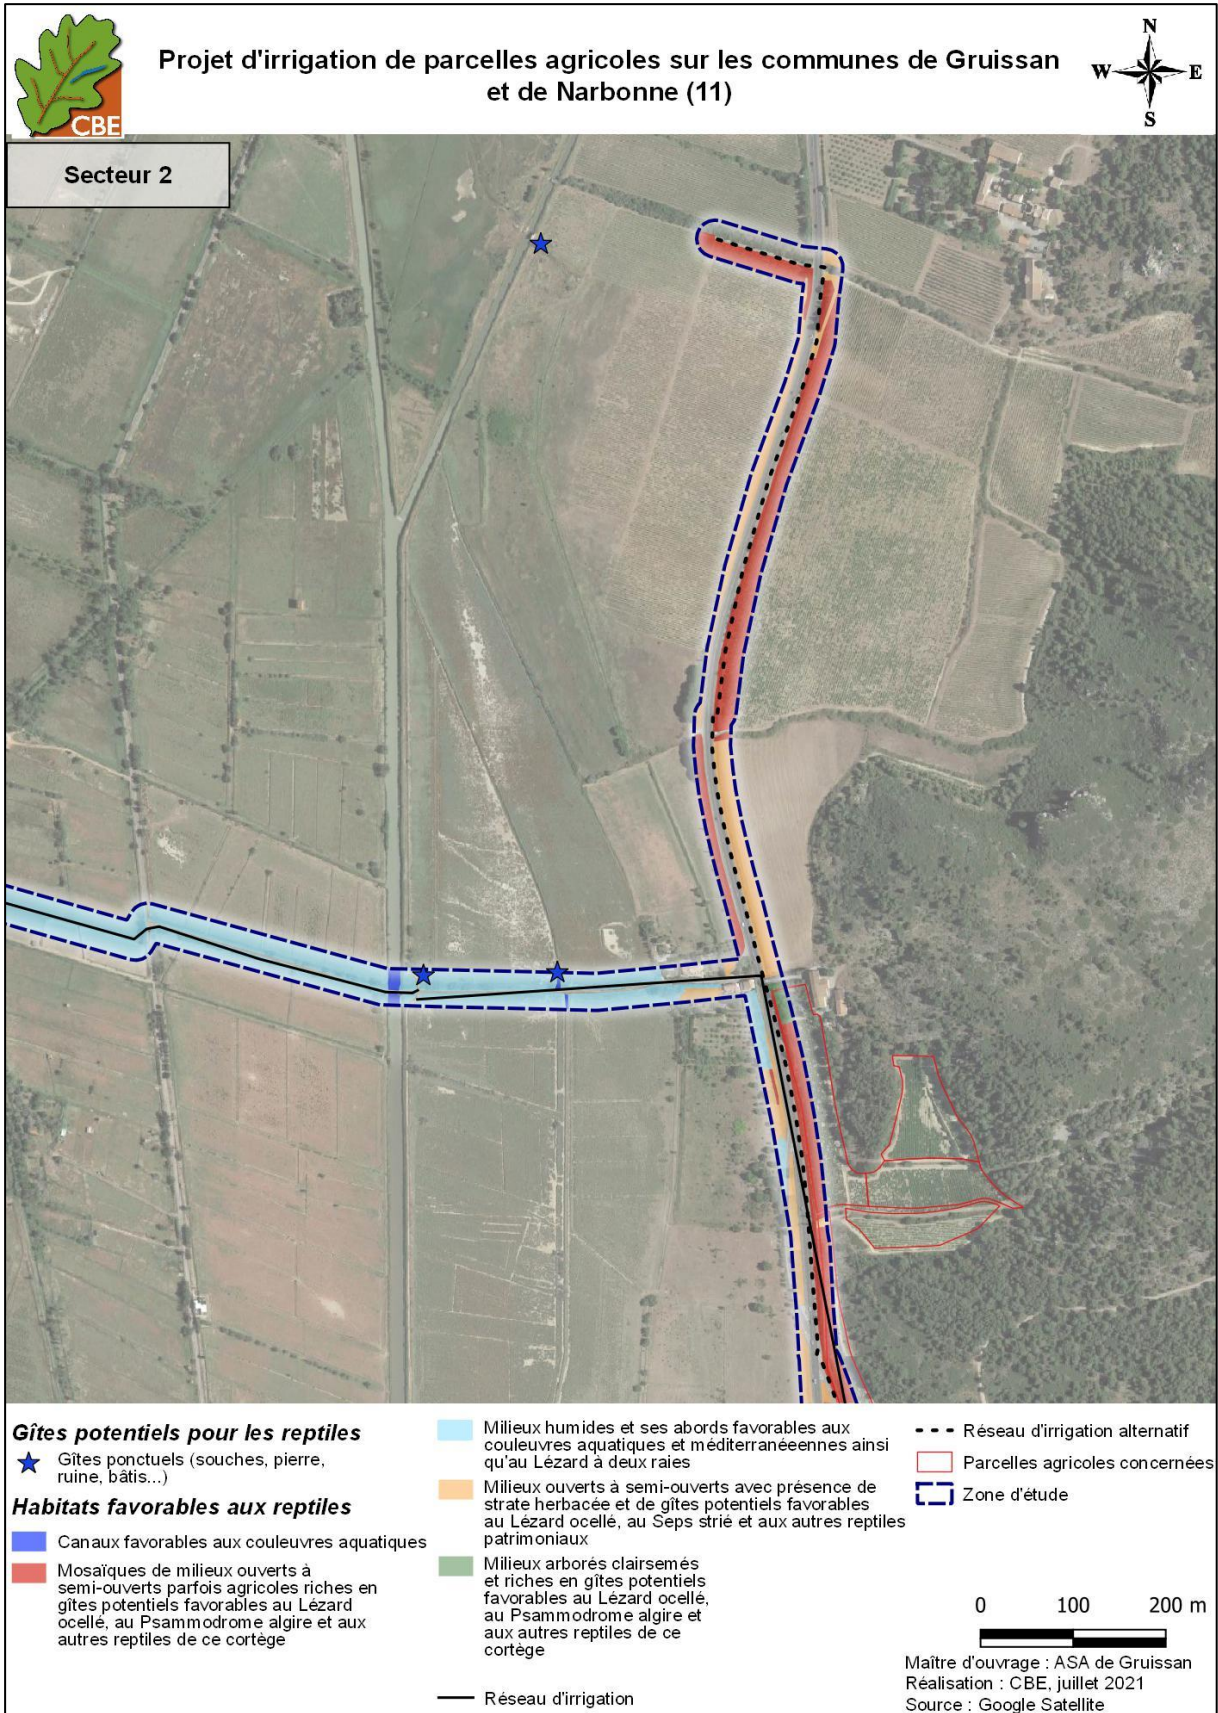 CBE
Projet d'irrigation de parcelles agricoles sur les communes de Gruissan
et de Narbonne (11)
N
W
E
S
Secteur 2
Gîtes potentiels pour les reptiles
Gîtes ponctuels (souches, pierre,
ruine, bâtis...)
Habitats favorables aux reptiles
Canaux favorables aux couleuvres aquatiques
Mosaïques de milieux ouverts à
semi-ouverts parfois agricoles riches en
gîtes potentiels favorables au Lézard
ocellé, au Psammodrome algire et aux
autres reptiles de ce cortège
Milieux humides et ses abords favorables aux
couleuvres aquatiques et méditerranéeennes ainsi
qu'au Lézard à deux raies
Milieux ouverts à semi-ouverts avec présence de
strate herbacée et de gîtes potentiels favorables
au Lézard ocellé, au Seps strié et aux autres reptiles
patrimoniaux
Milieux arborés clairsemés
et riches en gîtes potentiels
favorables au Lézard ocellé,
au Psammodrome algire et
aux autres reptiles de ce
cortège
Réseau d'irrigation
Réseau d'irrigation alternatif
Parcelles agricoles concernées
Zone d'étude
0 100 200 m
Maître d'ouvrage : ASA de Gruissan
Réalisation : CBE, juillet 2021
Source : Google Satellite